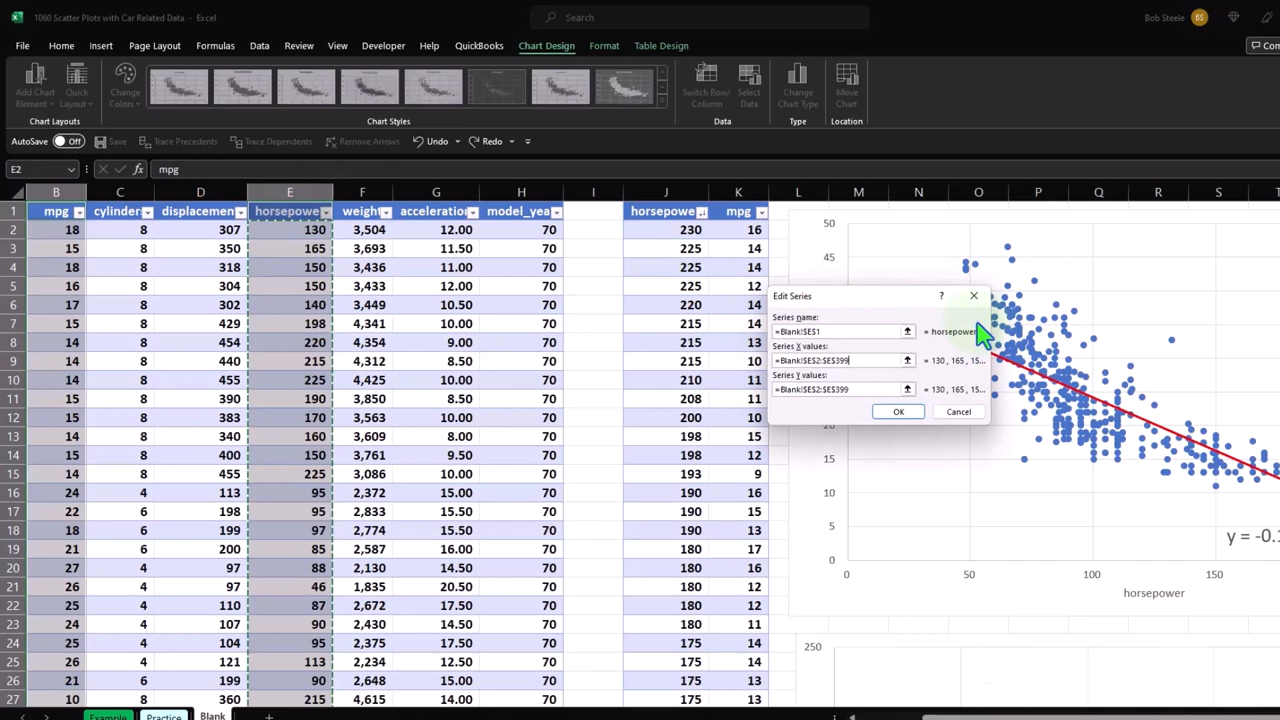 1060 Scatter Plots with Car Related Data - Excel
Search
Bob Steele BS
File Home Insert Page Layout Formulas Data Review View Developer Help QuickBooks Chart Design Format Table Design Com
Add Chart Element Quick Layout Change Colors Switch Row/Column Select Data Change Chart Type Move Chart
Chart Layouts Chart Styles Data Type Location
AutoSave Off Save Trace Precedents Trace Dependents Remove Arrows Undo Redo
E2 fx mpg
B C D E F G H I J K L M N O P Q R S T
1 mpg cylinder displacemen horsepowe weight acceleration model_yea horsepowe mpg
2 18 8 307 130 3,504 12.00 70 230 16
3 15 8 350 165 3,693 11.50 70 225 14
4 18 8 318 150 3,436 11.00 70 225 14
5 16 8 304 150 3,433 12.00 70 225 12
6 17 8 302 140 3,449 10.50 70 220 14
7 15 8 429 198 4,341 10.00 70 215 14
8 14 8 454 220 4,354 9.00 70 215 14
9 14 8 440 215 4,312 8.50 70 215 10
10 14 8 455 225 4,425 10.00 70 210 11
11 15 8 390 190 3,850 8.50 70 208 11
12 15 8 383 170 3,563 10.00 70 200 10
13 14 8 340 160 3,609 8.00 70 198 15
14 15 8 400 150 3,761 9.50 70 198 12
15 14 8 455 225 3,086 10.00 70 193 9
16 24 4 113 95 2,372 15.00 70 190 16
17 22 6 198 95 2,833 15.50 70 190 15
18 18 6 199 97 2,774 15.50 70 190 13
19 21 6 200 85 2,587 16.00 70 180 17
20 27 4 97 88 2,130 14.50 70 180 16
21 26 4 97 46 1,835 20.50 70 180 12
22 25 4 110 87 2,672 17.50 70 180 12
23 24 4 107 90 2,430 14.50 70 180 11
24 25 4 104 95 2,375 17.50 70 175 14
25 26 4 121 113 2,234 12.50 70 175 14
26 21 6 199 90 2,648 15.00 70 175 13
27 10 8 360 215 4,615 14.00 70 175 13
Edit Series ?
Series name:
=Blank!$E$1 = horsepower
Series X values:
=Blank!$E$2:$E$399 = 130 , 165 , 15...
Series Y values:
=Blank!$E$2:$E$399 = 130 , 165 , 15...
OK Cancel
50
45
20
15
10
5
0
0 50 100 150
horsepower
y = -0.1
250
Example Practice Blank